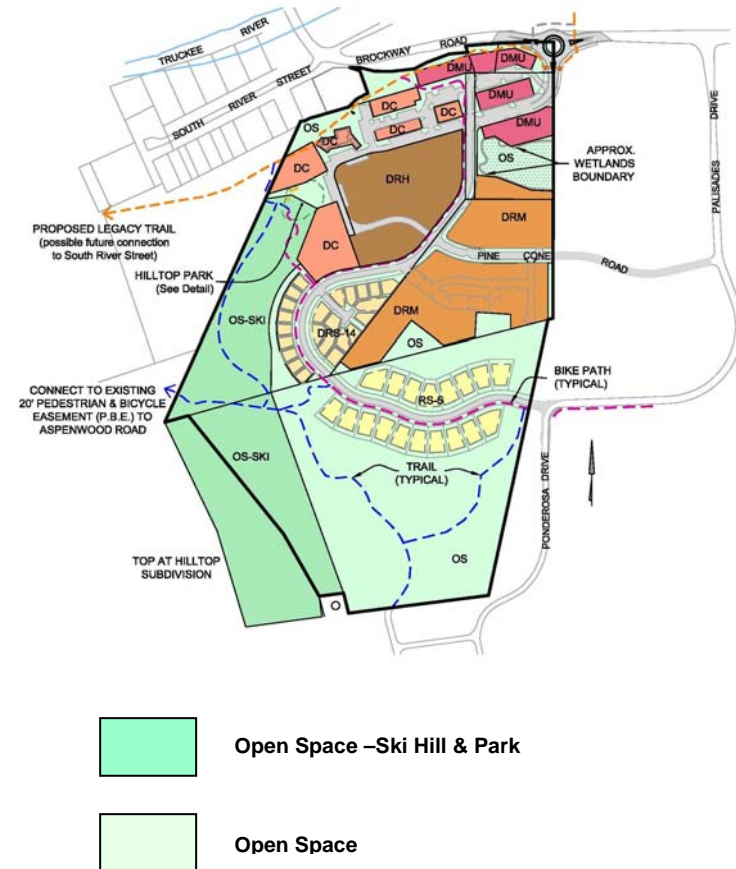 TRUCKEE
RIVER
BROCKWAY ROAD
SOUTH RIVER STREET
DMU
DMU
DMU
DMU
DC
DC
DC
DC
DC
DC
OS
OS
APPROX.
WETLANDS
BOUNDARY
PALISADES DRIVE
DRH
DRM
PROPOSED LEGACY TRAIL
(possible future connection
to South River Street)
HILLTOP PARK
(See Detail)
PINE CONE
ROAD
OS-SKI
DRS-14
DRM
OS
BIKE PATH
(TYPICAL)
CONNECT TO EXISTING
20' PEDESTRIAN & BICYCLE
EASEMENT (P.B.E.) TO
ASPENWOOD ROAD
RS-5
OS-SKI
TRAIL
(TYPICAL)
PONDEROSA DRIVE
TOP AT HILLTOP
SUBDIVISION
OS
Open Space –Ski Hill & Park
Open Space